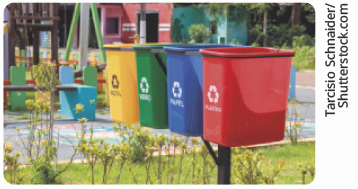 METAL
VIDRO
PAPEL
PLÁSTICO
Tarcisio Schnaider/
Shutterstock.com